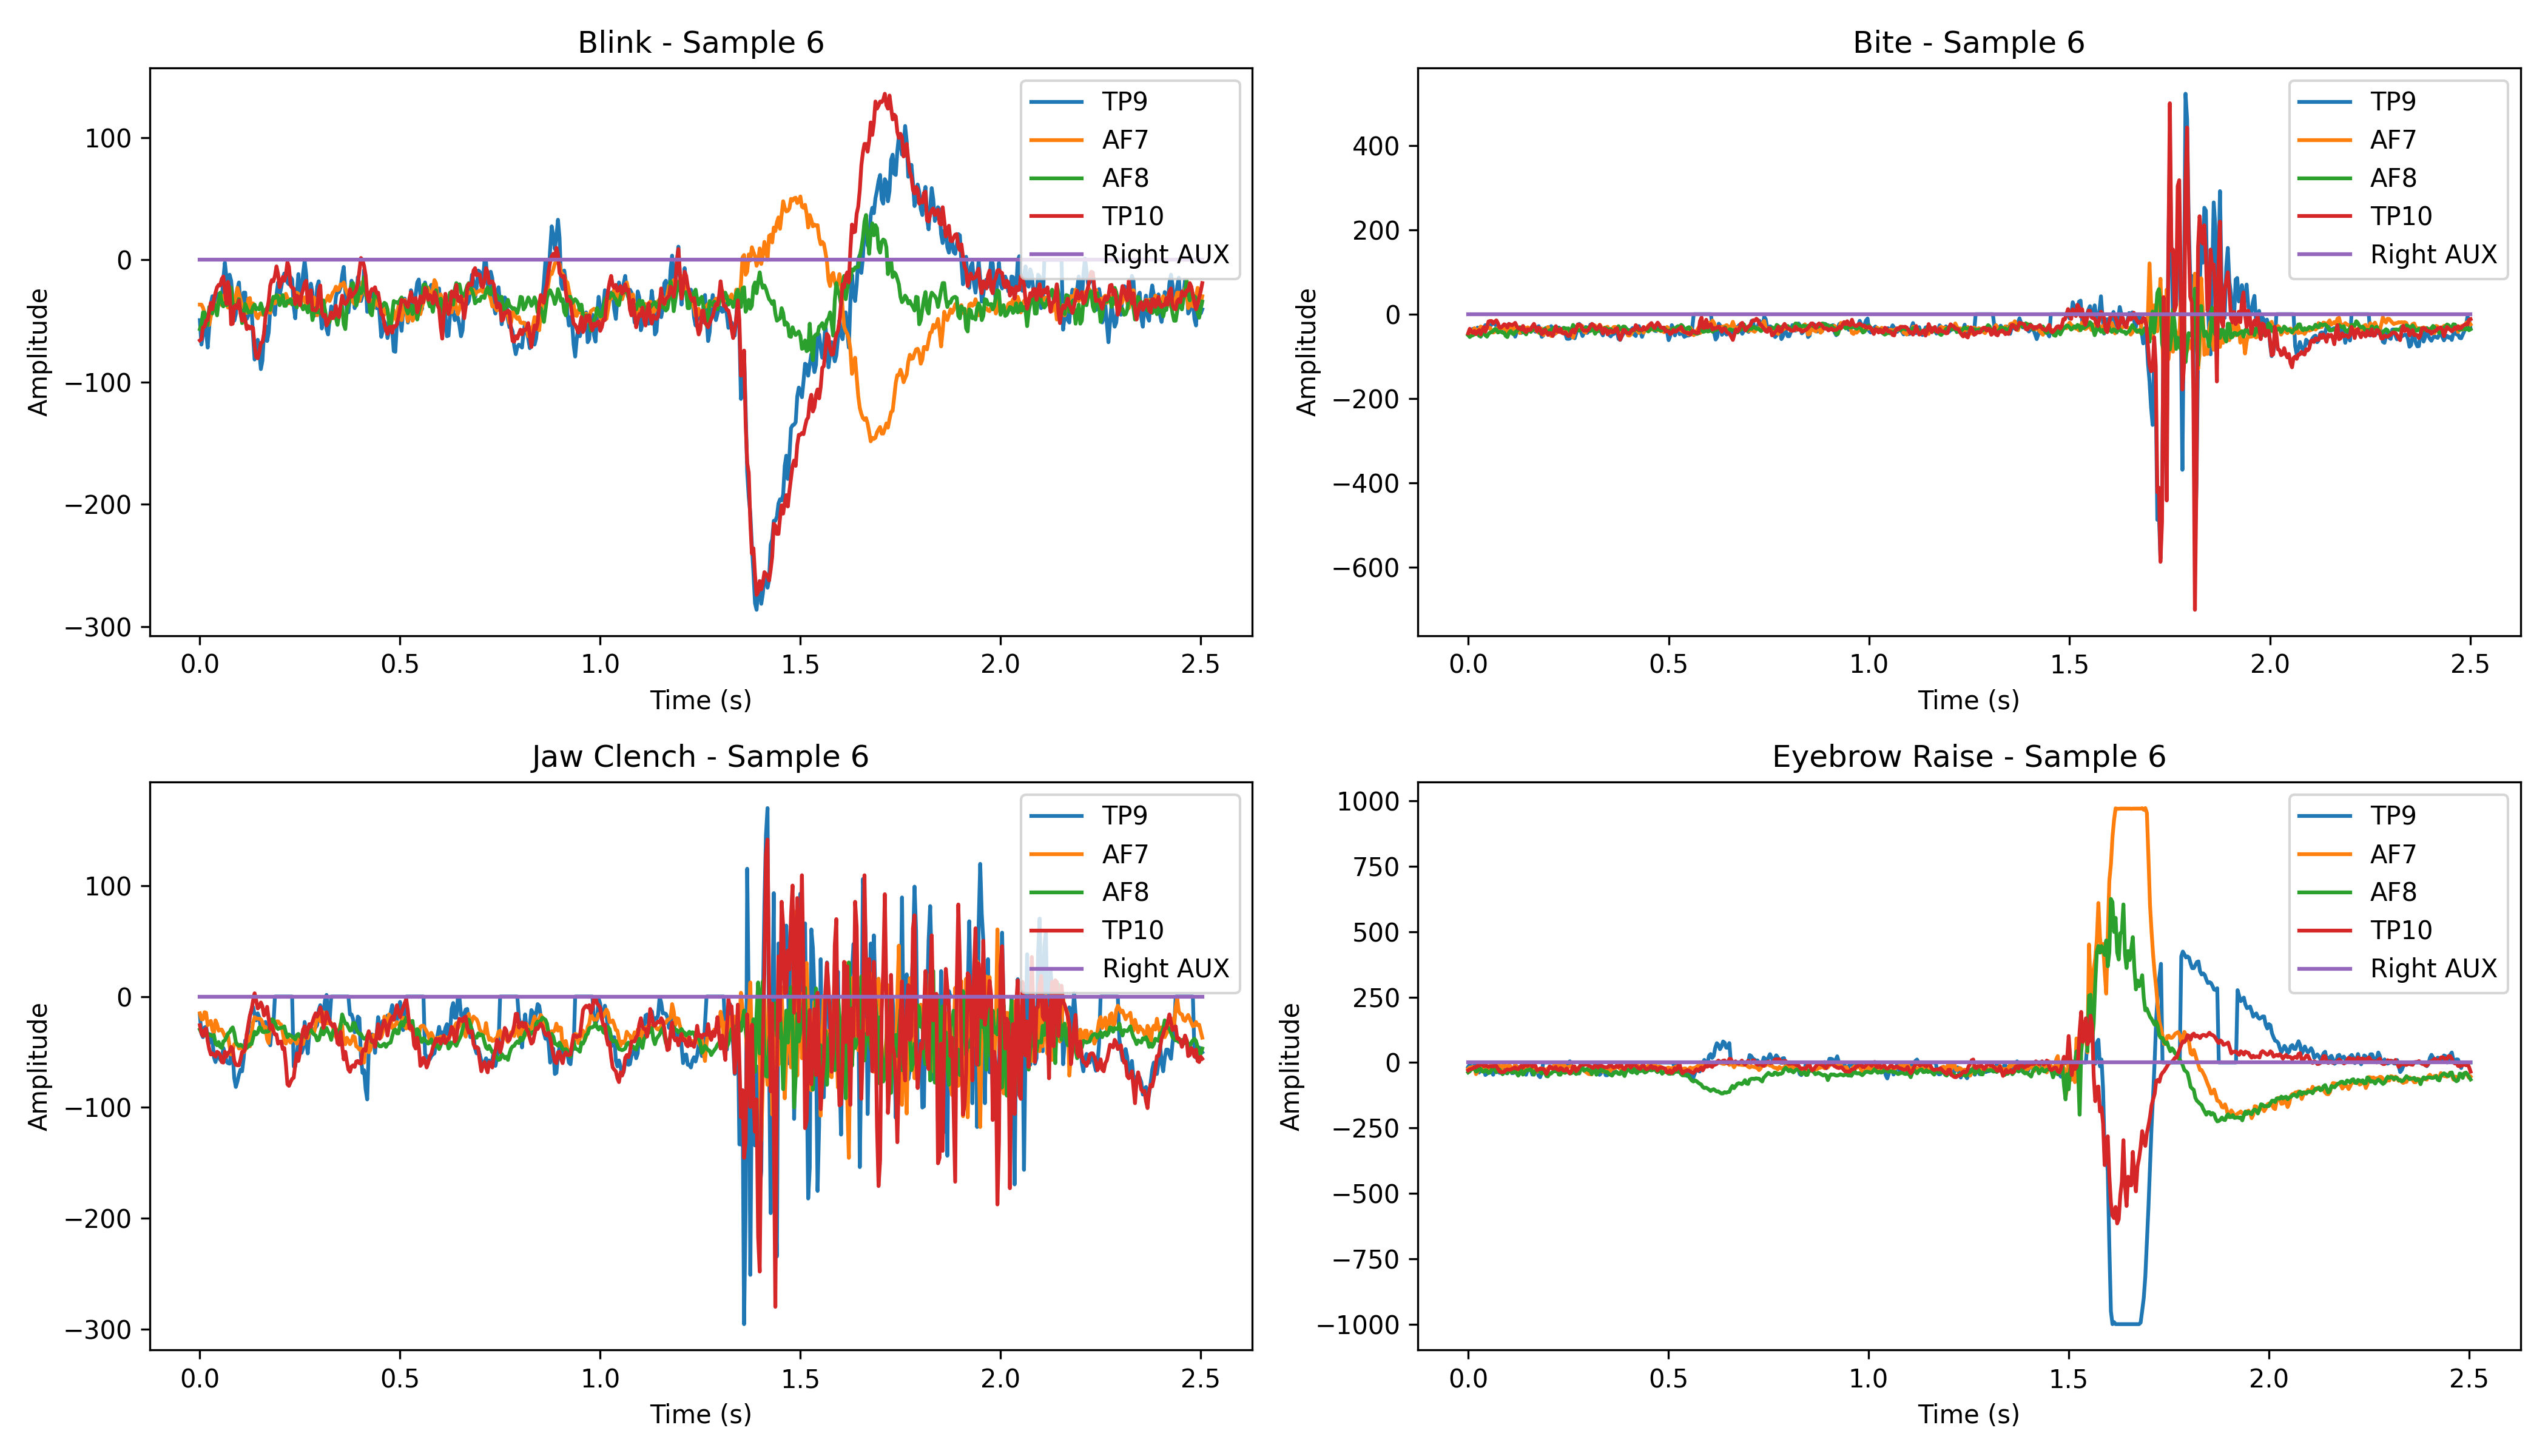 Blink - Sample 6
Amplitude
100
0
−100
−200
−300
0.0 0.5 1.0 1.5 2.0 2.5
Time (s)
TP9
AF7
AF8
TP10
Right AUX
Bite - Sample 6
Amplitude
400
200
0
−200
−400
−600
0.0 0.5 1.0 1.5 2.0 2.5
Time (s)
TP9
AF7
AF8
TP10
Right AUX
Jaw Clench - Sample 6
Amplitude
100
0
−100
−200
−300
0.0 0.5 1.0 1.5 2.0 2.5
Time (s)
TP9
AF7
AF8
TP10
Right AUX
Eyebrow Raise - Sample 6
Amplitude
1000
750
500
250
0
−250
−500
−750
−1000
0.0 0.5 1.0 1.5 2.0 2.5
Time (s)
TP9
AF7
AF8
TP10
Right AUX